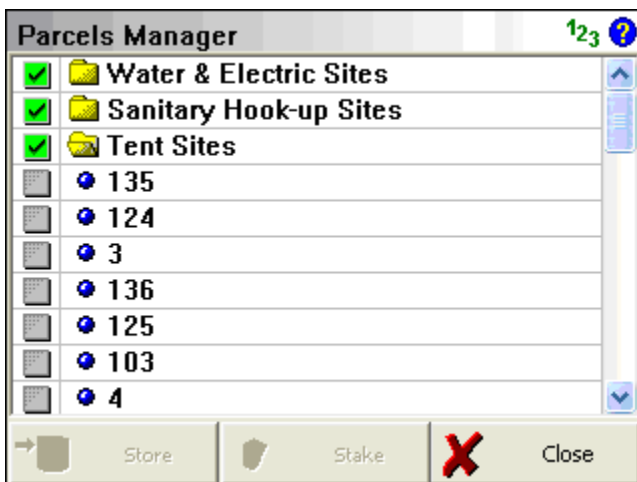 Parcels Manager 123 ?
Water & Electric Sites
Sanitary Hook-up Sites
Tent Sites
135
124
3
136
125
103
4
Store Stake Close